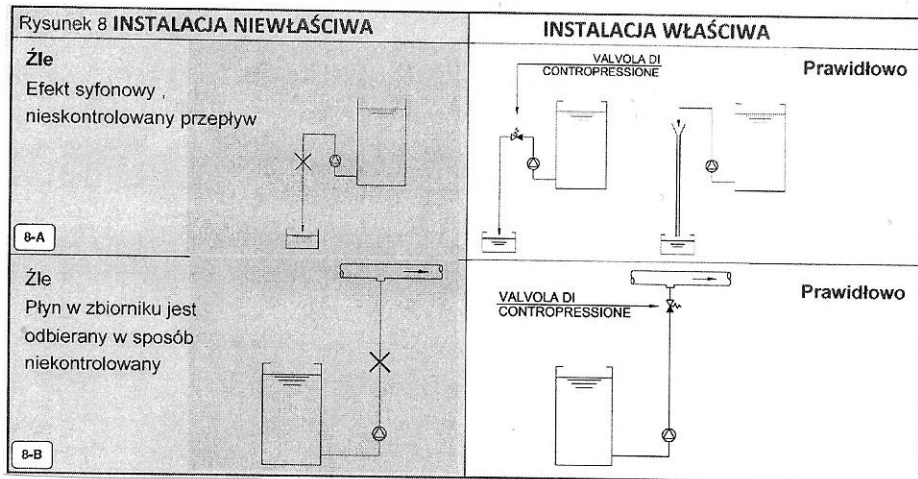 Rysunek 8 INSTALACJA NIEWŁAŚCIWA
INSTALACJA WŁAŚCIWA
Źle
Efekt syfonowy ,
nieskontrolowany przepływ
8-A
VALVOLA DI
CONTROPRESSIONE
Prawidłowo
Źle
Płyn w zbiorniku jest
odbierany w sposób
niekontrolowany
8-B
VALVOLA DI
CONTROPRESSIONE
Prawidłowo